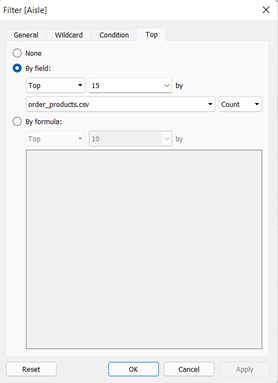 Filter [Aisle]
General Wildcard Condition Top
None
By field:
Top 15 by
order_products.csv Count
By formula:
Top 10 by
Reset OK Cancel Apply